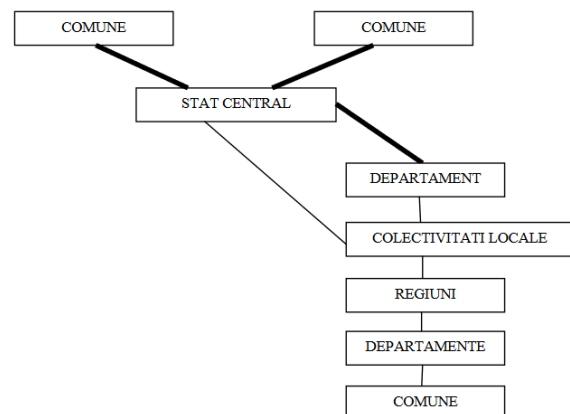 COMUNE
COMUNE
STAT CENTRAL
DEPARTAMENT
COLECTIVITATI LOCALE
REGIUNI
DEPARTAMENTE
COMUNE